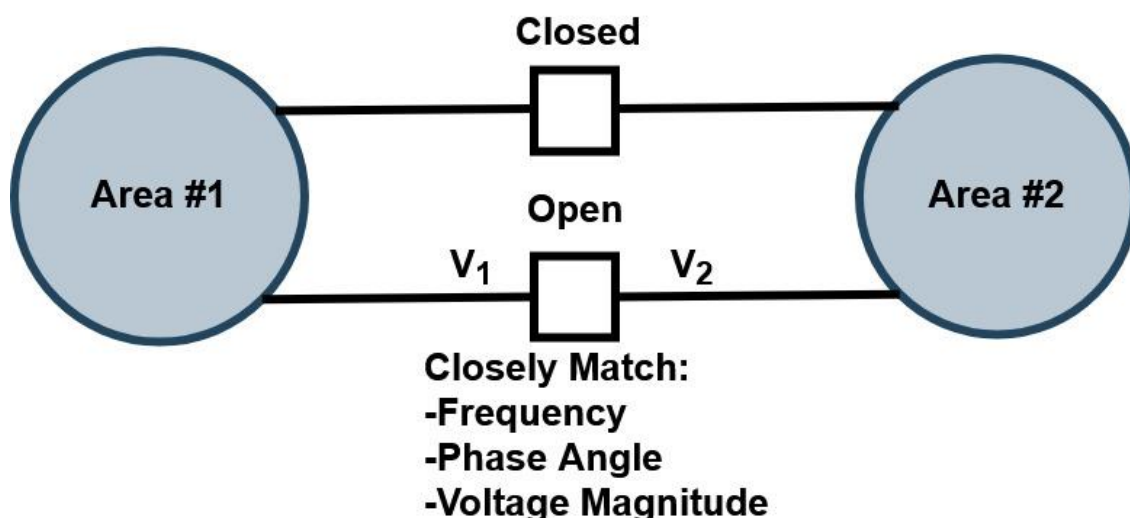 Closed
Area #1
Area #2
Open
V₁
V₂
Closely Match:
-Frequency
-Phase Angle
-Voltage Magnitude